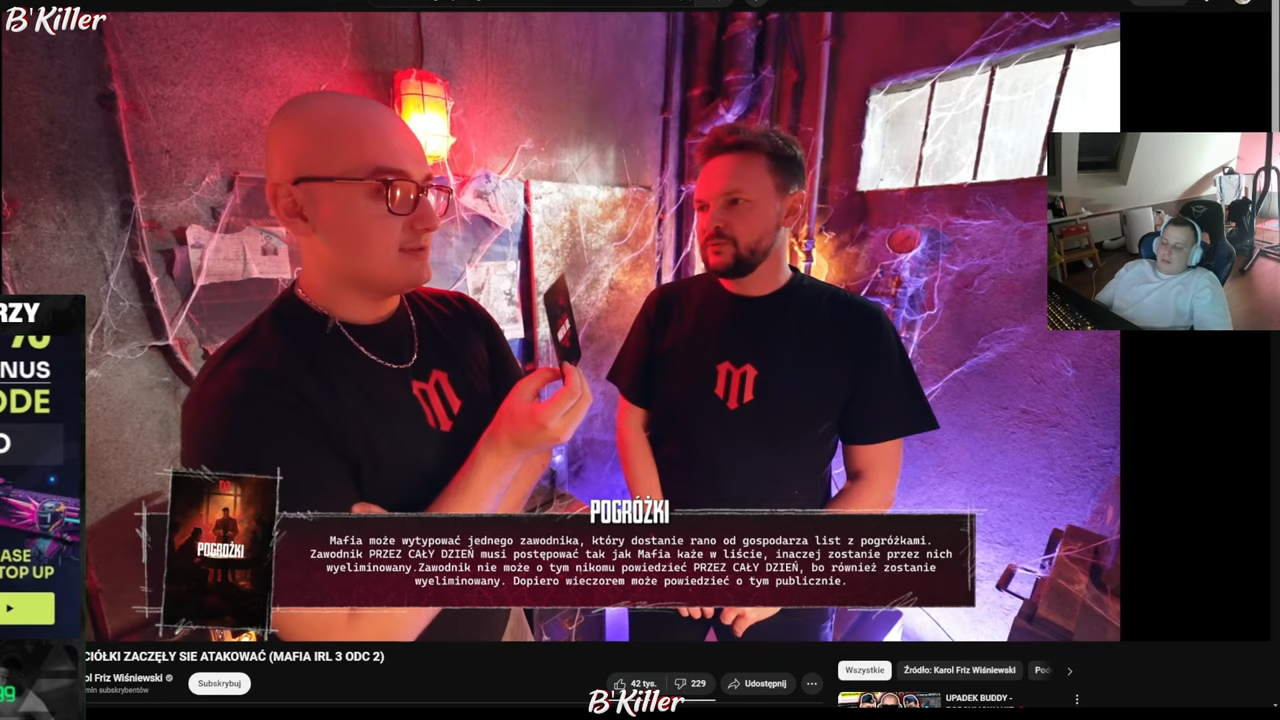 B'Killer
RZY
%
NUS
ODE
O
ASE
TOP UP
POGRÓŻKI
POGRÓŻKI
Mafia może wytypować jednego zawodnika, który dostanie rano od gospodarza list z pogróżkami.
Zawodnik PRZEZ CAŁY DZIEŃ musi postępować tak jak Mafia każe w liście, inaczej zostanie przez nich
wyeliminowany.Zawodnik nie może o tym nikomu powiedzieć PRZEZ CAŁY DZIEŃ, bo również zostanie
wyeliminowany. Dopiero wieczorem może powiedzieć o tym publicznie.
CIÓŁKI ZACZĘŁY SIE ATAKOWAĆ (MAFIA IRL 3 ODC 2)
ol Friz Wiśniewski
mln subskrybentów
Subskrybuj
42 tys.
229
Udostępnij
Wszystkie
Źródło: Karol Friz Wiśniewski
Pod
UPADEK BUDDY -
B'Killer